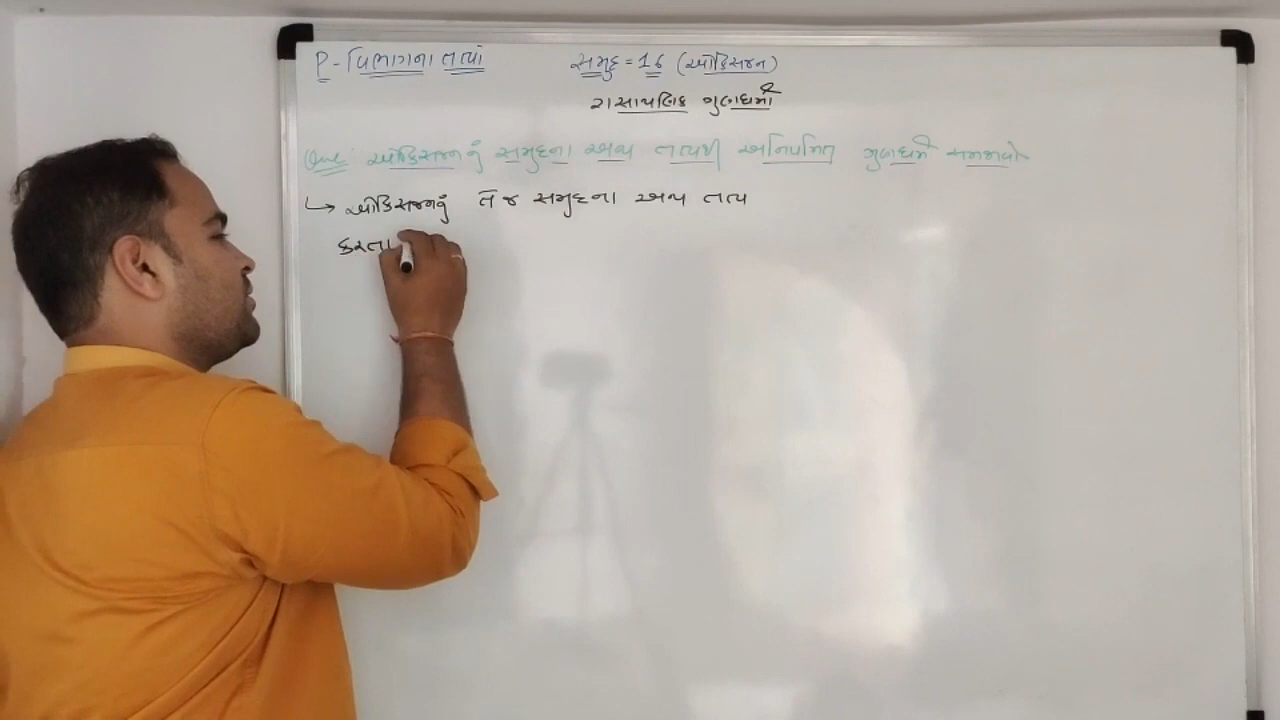 P - વિભાગના તત્વો
સમૂહ = 16 (ઓક્સિજન)
રાસાયણિક ગુણધર્મો
Que: ઓક્સિજનનું સમૂહના અન્ય તત્વથી અનિયમિત ગુણધર્મ સમજાવો
↳ ઓક્સિજનનું તે જ સમૂહના અન્ય તત્વ
કરતા